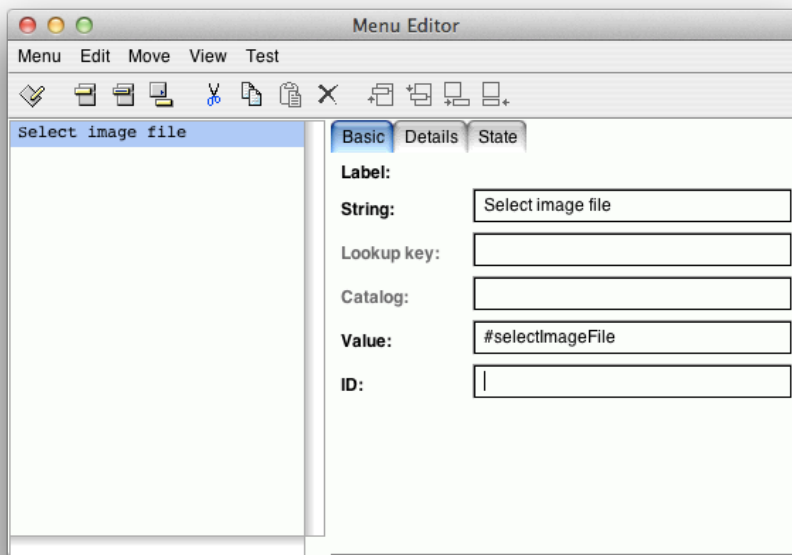 Menu Editor
Menu Edit Move View Test
Select image file
Basic Details State
Label:
String: Select image file
Lookup key:
Catalog:
Value: #selectImageFile
ID: